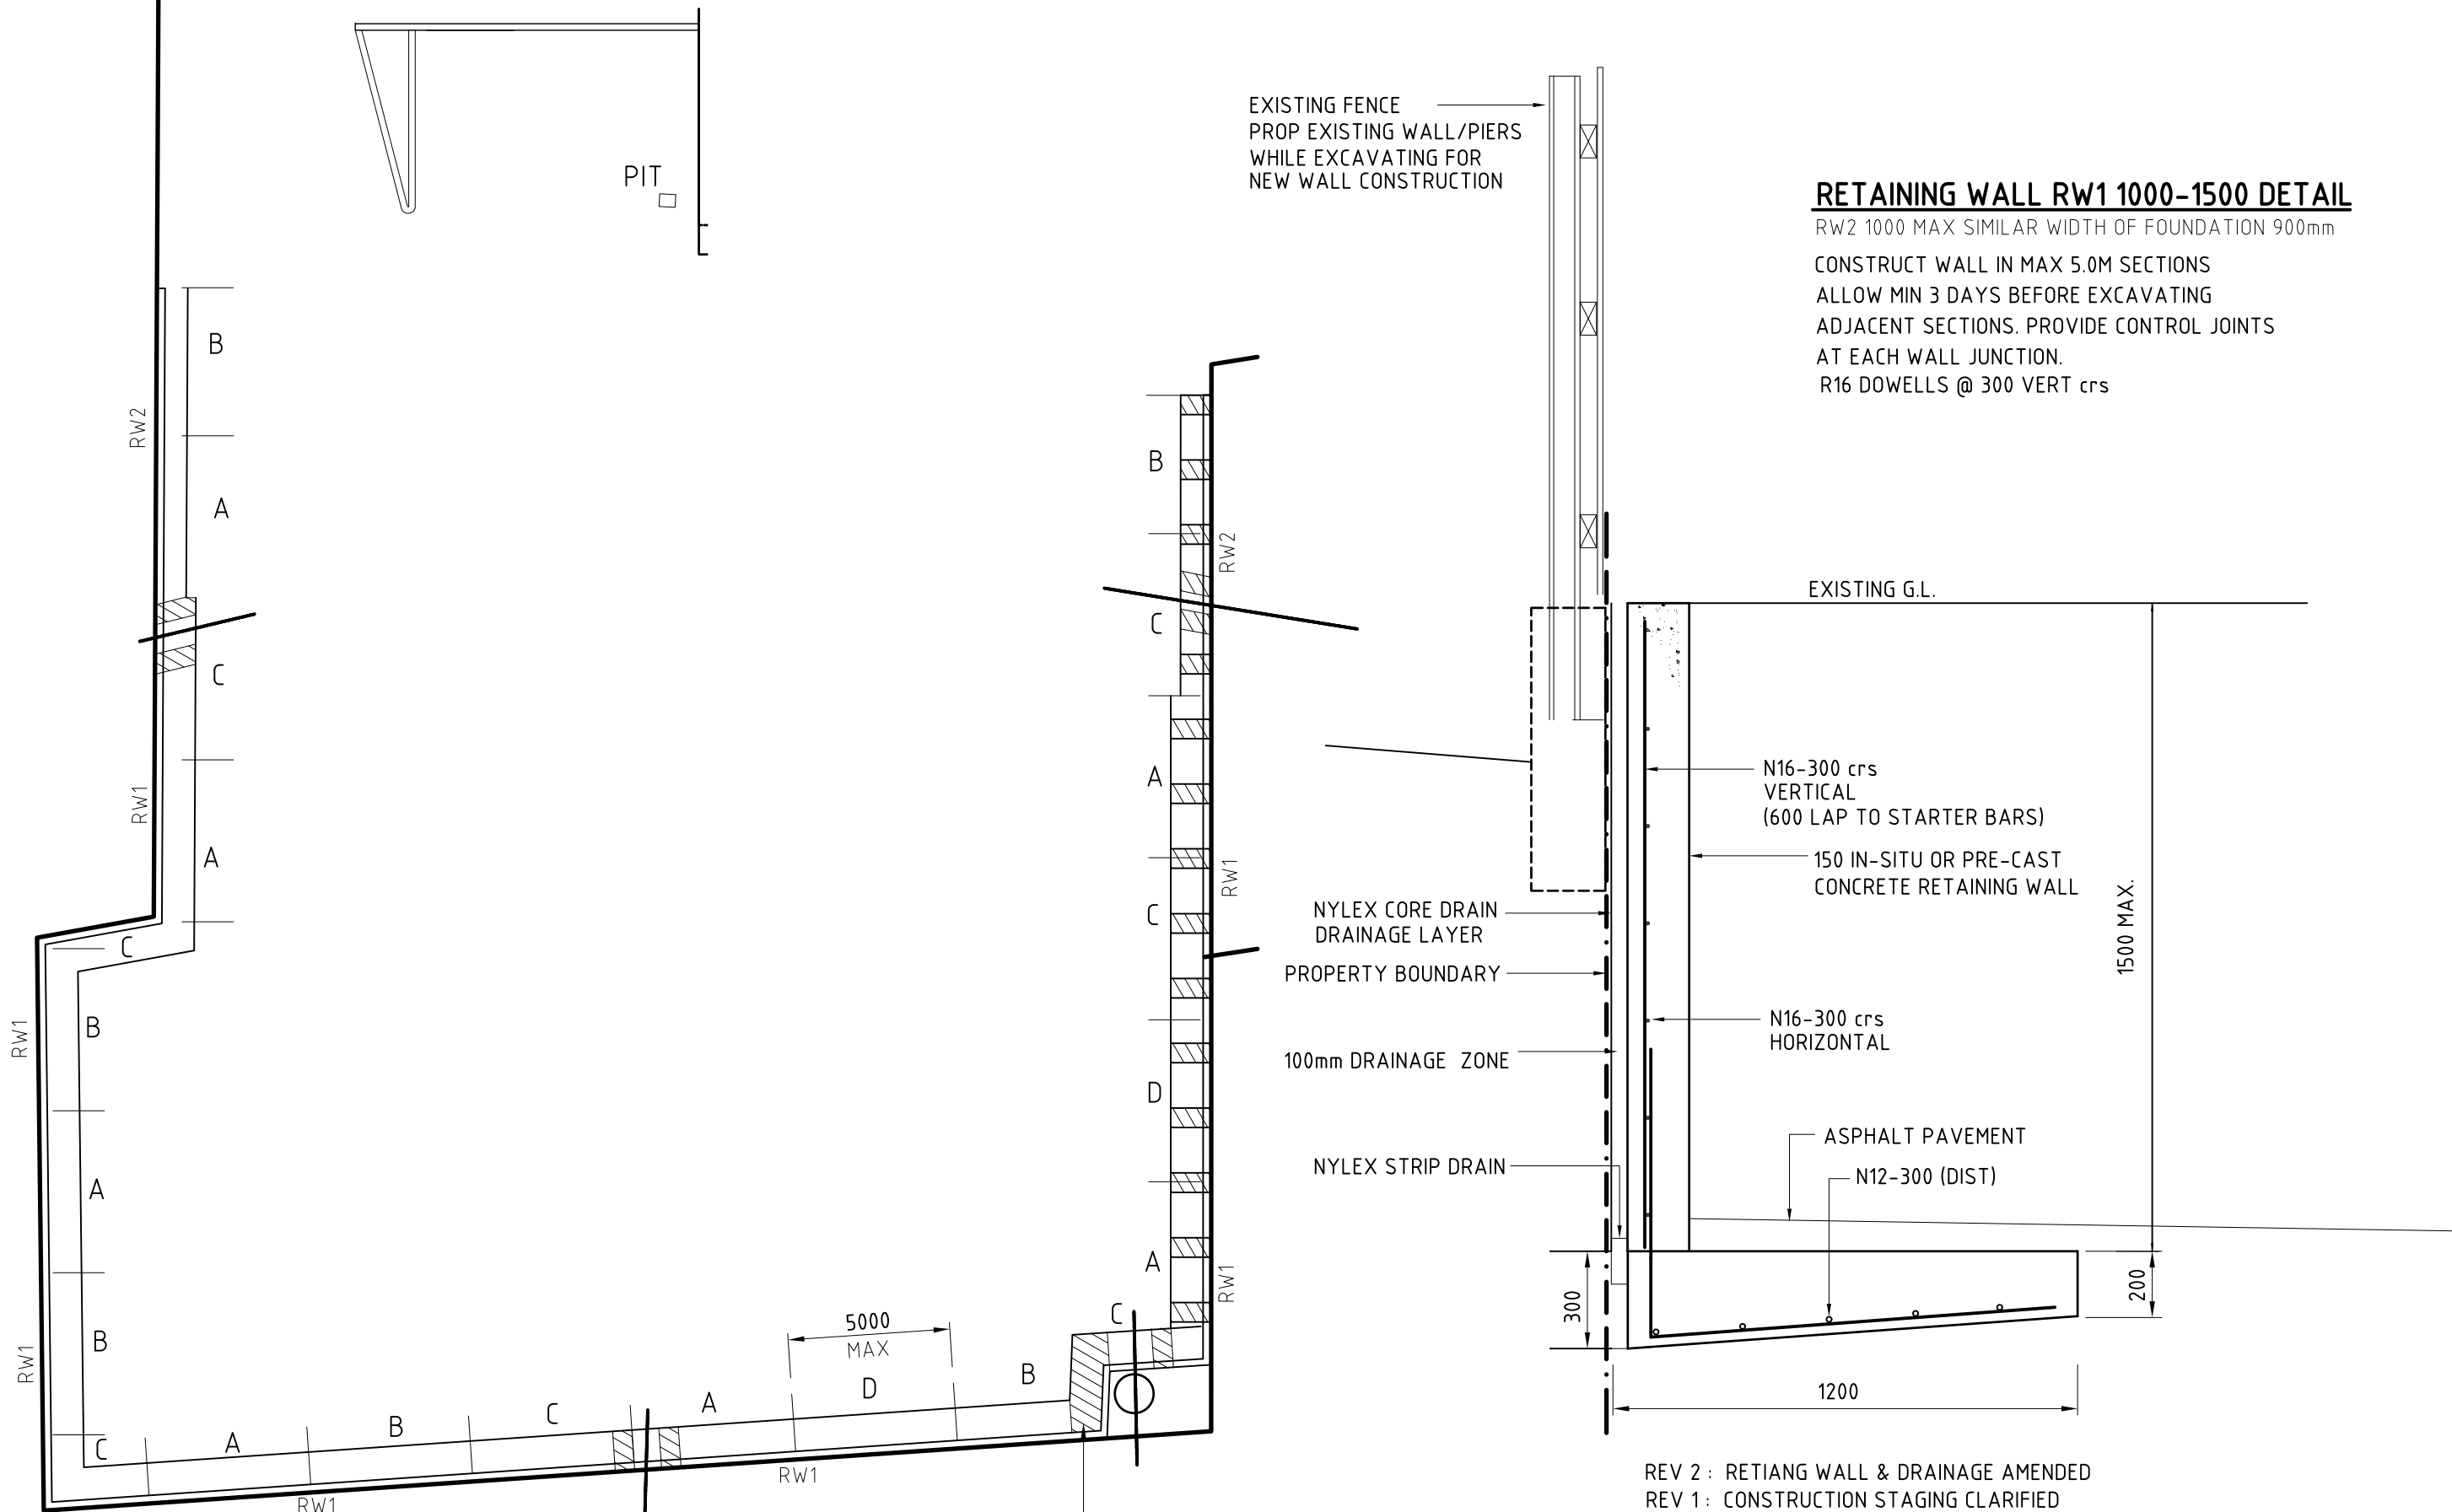 PIT
B
RW2
A
C
RW1
A
C
RW1
B
A
B
RW1
C
A
B
C
A
D
B
RW1
RW1
5000
MAX
B
RW2
C
A
RW1
C
D
A
RW1
C
EXISTING FENCE
PROP EXISTING WALL/PIERS
WHILE EXCAVATING FOR
NEW WALL CONSTRUCTION
RETAINING WALL RW1 1000-1500 DETAIL
RW2 1000 MAX SIMILAR WIDTH OF FOUNDATION 900mm
CONSTRUCT WALL IN MAX 5.0M SECTIONS
ALLOW MIN 3 DAYS BEFORE EXCAVATING
ADJACENT SECTIONS. PROVIDE CONTROL JOINTS
AT EACH WALL JUNCTION.
R16 DOWELLS @ 300 VERT crs
EXISTING G.L.
N16-300 crs
VERTICAL
(600 LAP TO STARTER BARS)
150 IN-SITU OR PRE-CAST
CONCRETE RETAINING WALL
1500 MAX.
NYLEX CORE DRAIN
DRAINAGE LAYER
PROPERTY BOUNDARY
N16-300 crs
HORIZONTAL
100mm DRAINAGE ZONE
ASPHALT PAVEMENT
NYLEX STRIP DRAIN
N12-300 (DIST)
300
200
1200
REV 2 : RETIANG WALL & DRAINAGE AMENDED
REV 1 : CONSTRUCTION STAGING CLARIFIED